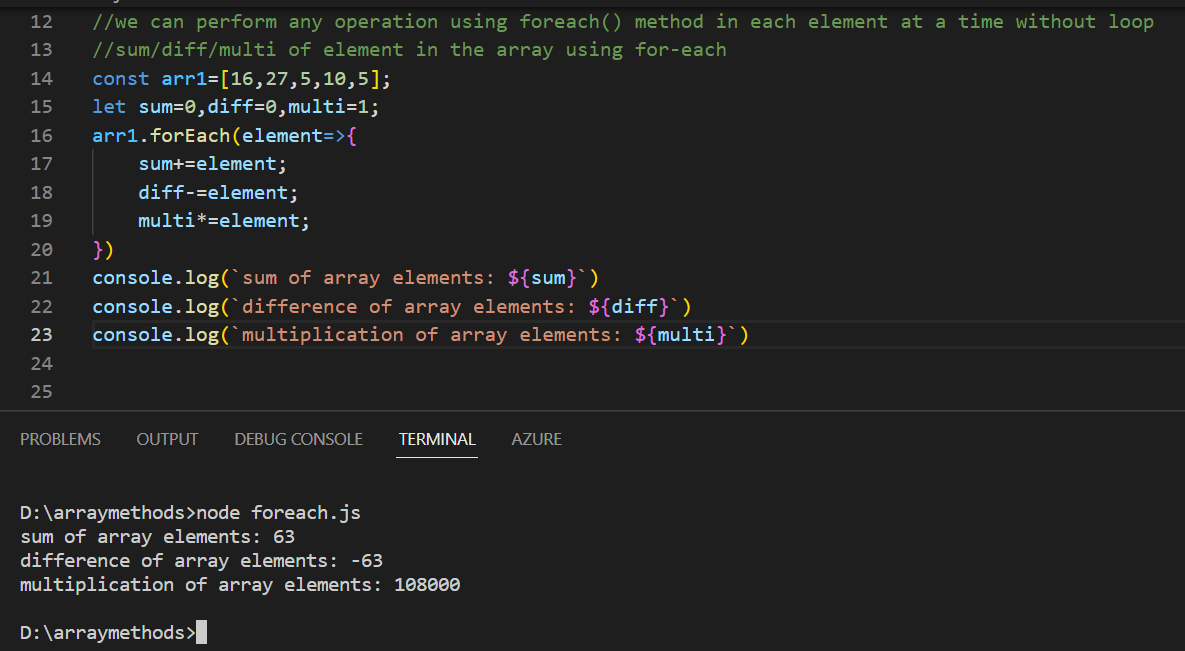 12 //we can perform any operation using foreach() method in each element at a time without loop
13 //sum/diff/multi of element in the array using for-each
14 const arr1=[16,27,5,10,5];
15 let sum=0,diff=0,multi=1;
16 arr1.forEach(element=>{
17     sum+=element;
18     diff-=element;
19     multi*=element;
20 })
21 console.log(`sum of array elements: ${sum}`)
22 console.log(`difference of array elements: ${diff}`)
23 console.log(`multiplication of array elements: ${multi}`)
24
25
PROBLEMS OUTPUT DEBUG CONSOLE TERMINAL AZURE
D:\arraymethods>node foreach.js
sum of array elements: 63
difference of array elements: -63
multiplication of array elements: 108000
D:\arraymethods>